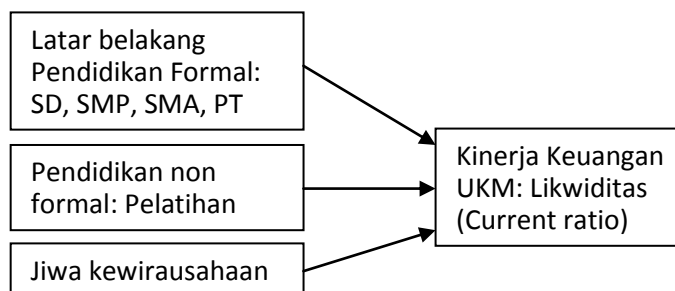 Latar belakang
Pendidikan Formal:
SD, SMP, SMA, PT
Pendidikan non
formal: Pelatihan
Jiwa kewirausahaan
Kinerja Keuangan
UKM: Likwiditas
(Current ratio)